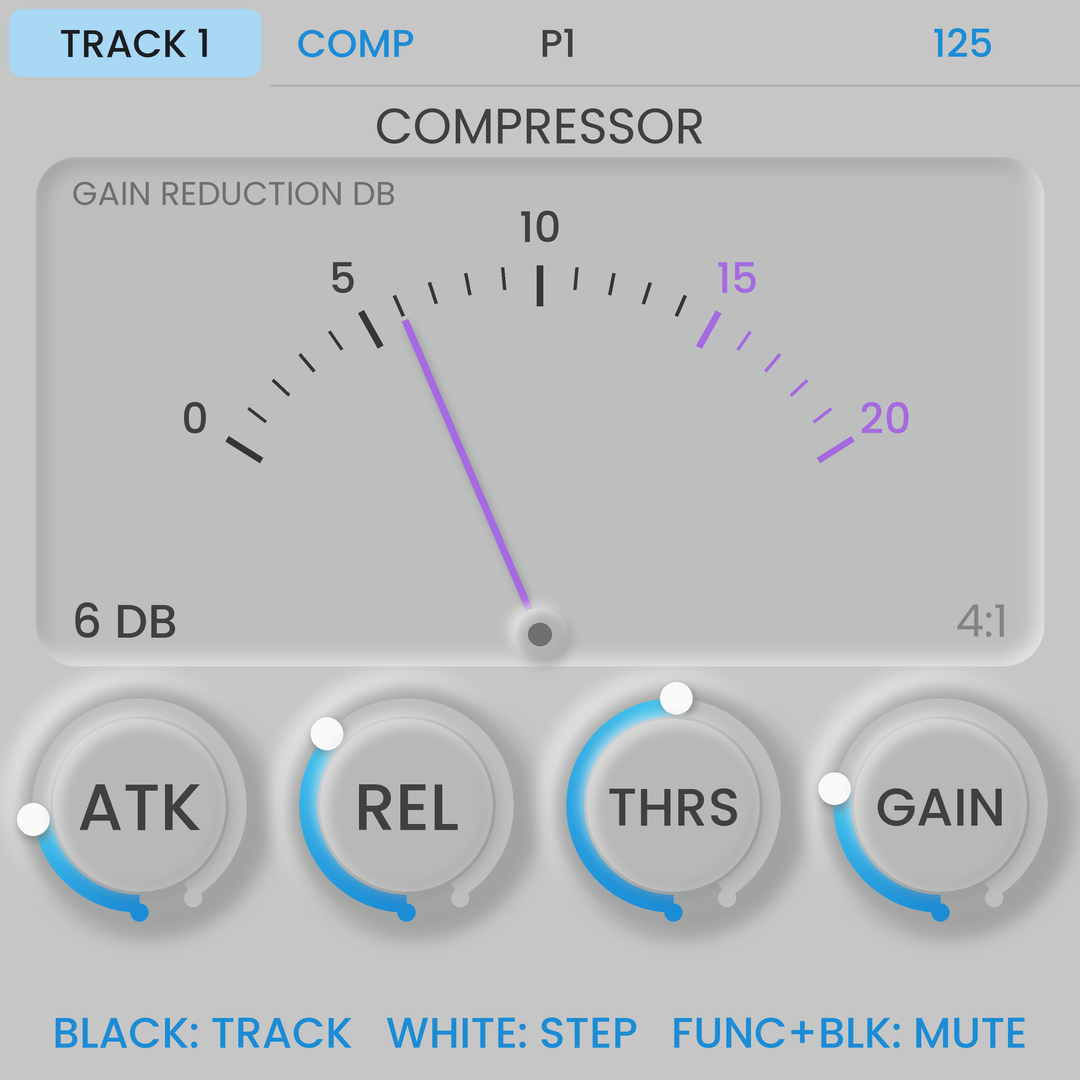 TRACK 1 COMP P1 125
COMPRESSOR
GAIN REDUCTION DB
0 5 10 15 20
6 DB 4:1
ATK REL THRS GAIN
BLACK: TRACK WHITE: STEP FUNC+BLK: MUTE